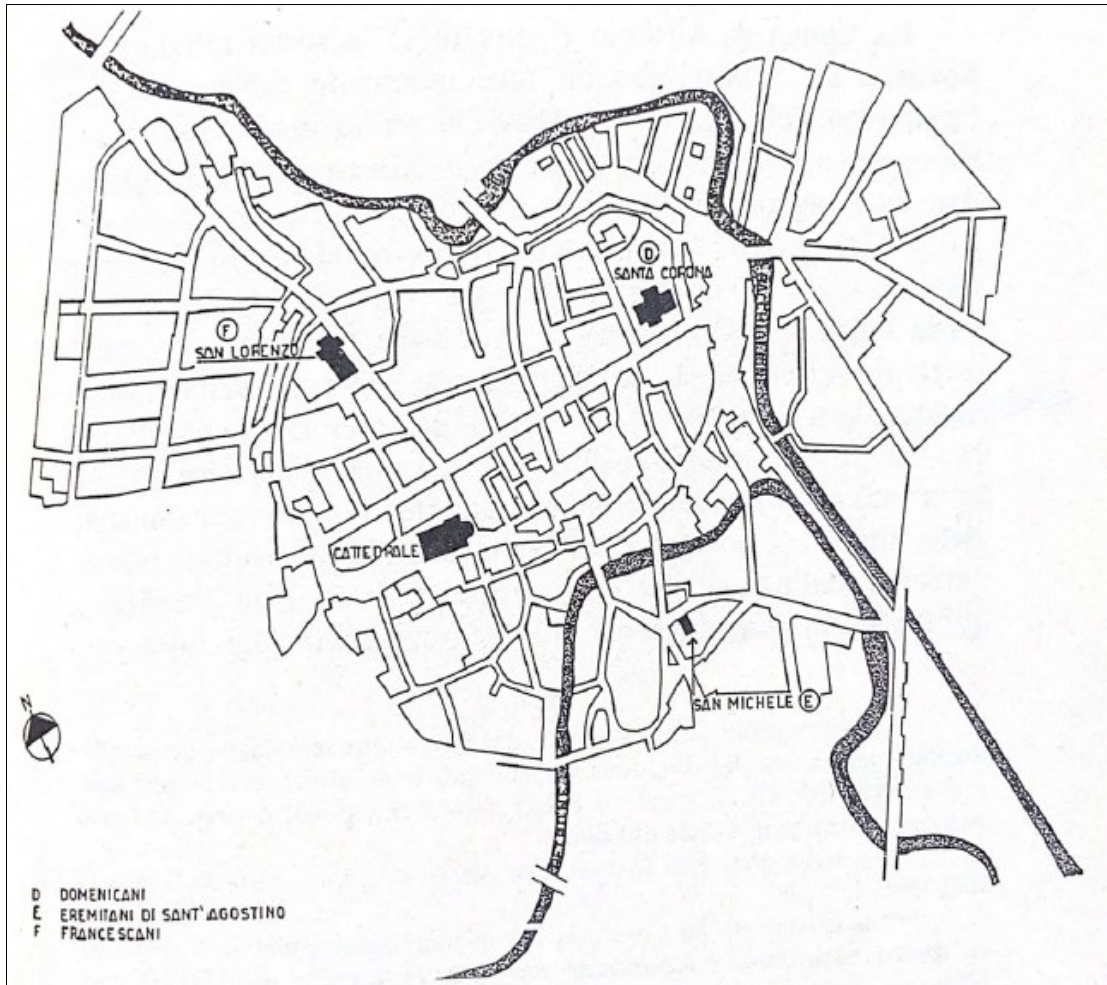 D
SANTA CORONA
F
SAN LORENZO
CATTEDRALE
SAN MICHELE E
N
D DOMENICANI
E EREMITANI DI SANT' AGOSTINO
F FRANCESCANI